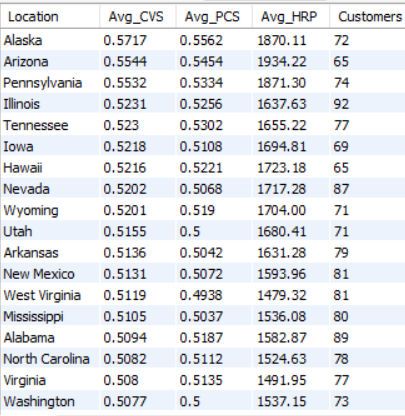 Location Avg_CVS Avg_PCS Avg_HRP Customers
Alaska 0.5717 0.5562 1870.11 72
Arizona 0.5544 0.5454 1934.22 65
Pennsylvania 0.5532 0.5334 1871.30 74
Illinois 0.5231 0.5256 1637.63 92
Tennessee 0.523 0.5302 1655.22 77
Iowa 0.5218 0.5108 1694.81 69
Hawaii 0.5216 0.5221 1723.18 65
Nevada 0.5202 0.5068 1717.28 87
Wyoming 0.5201 0.519 1704.00 71
Utah 0.5155 0.5 1680.41 71
Arkansas 0.5136 0.5042 1631.28 79
New Mexico 0.5131 0.5072 1593.96 81
West Virginia 0.5119 0.4938 1479.32 81
Mississippi 0.5105 0.5037 1536.08 80
Alabama 0.5094 0.5187 1582.87 89
North Carolina 0.5082 0.5112 1524.63 78
Virginia 0.508 0.5135 1491.95 77
Washington 0.5077 0.5 1537.15 73